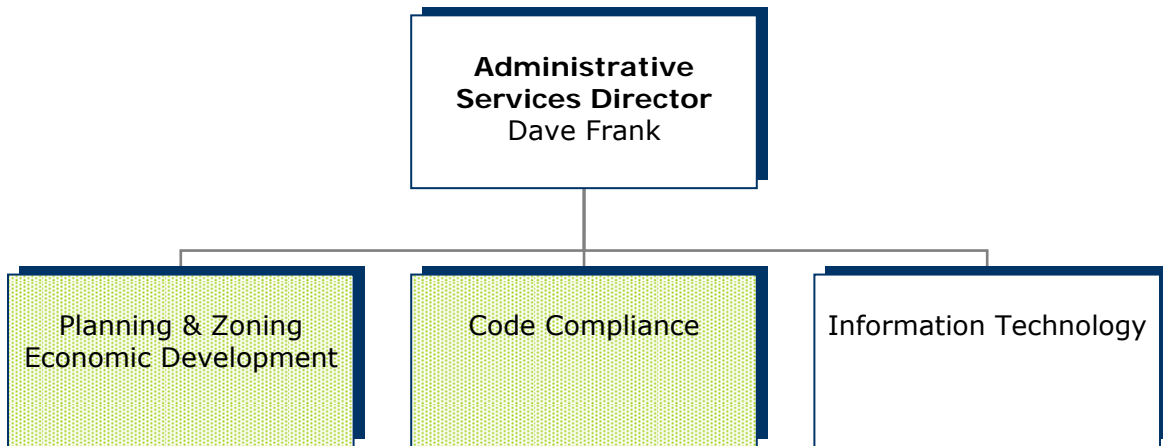 Administrative
Services Director
Dave Frank
Planning & Zoning
Economic Development
Code Compliance
Information Technology